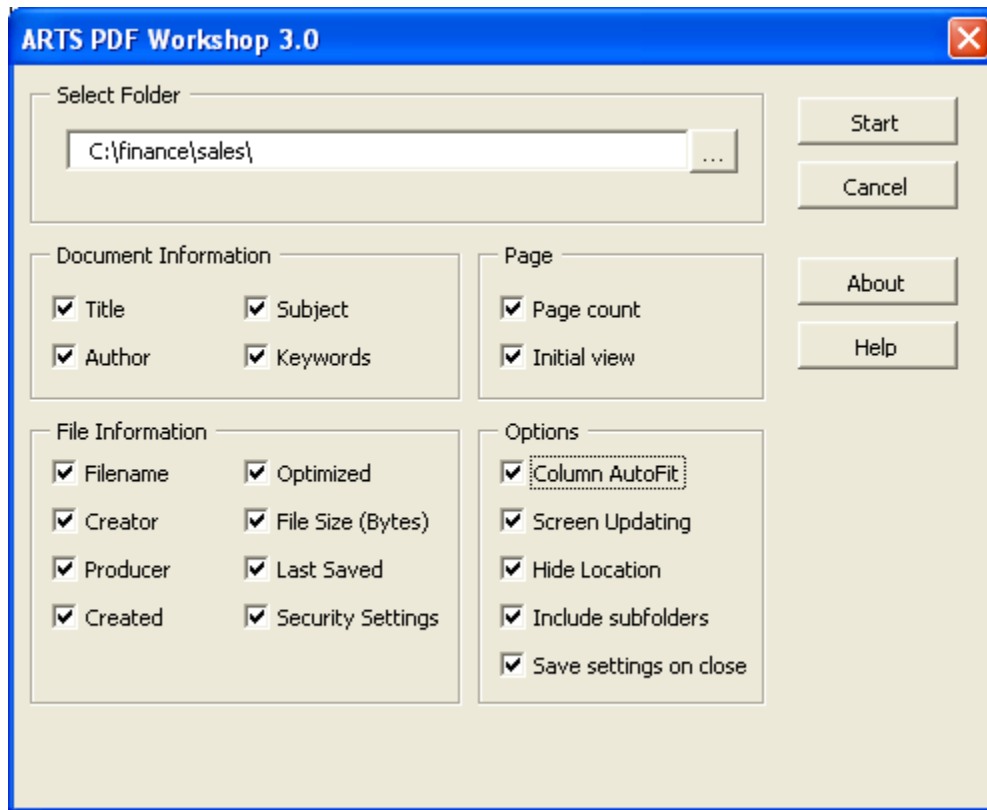 ARTS PDF Workshop 3.0
Select Folder
C:\finance\sales\
...
Start
Cancel
About
Help
Document Information
Title
Subject
Author
Keywords
Page
Page count
Initial view
File Information
Filename
Optimized
Creator
File Size (Bytes)
Producer
Last Saved
Created
Security Settings
Options
Column AutoFit
Screen Updating
Hide Location
Include subfolders
Save settings on close